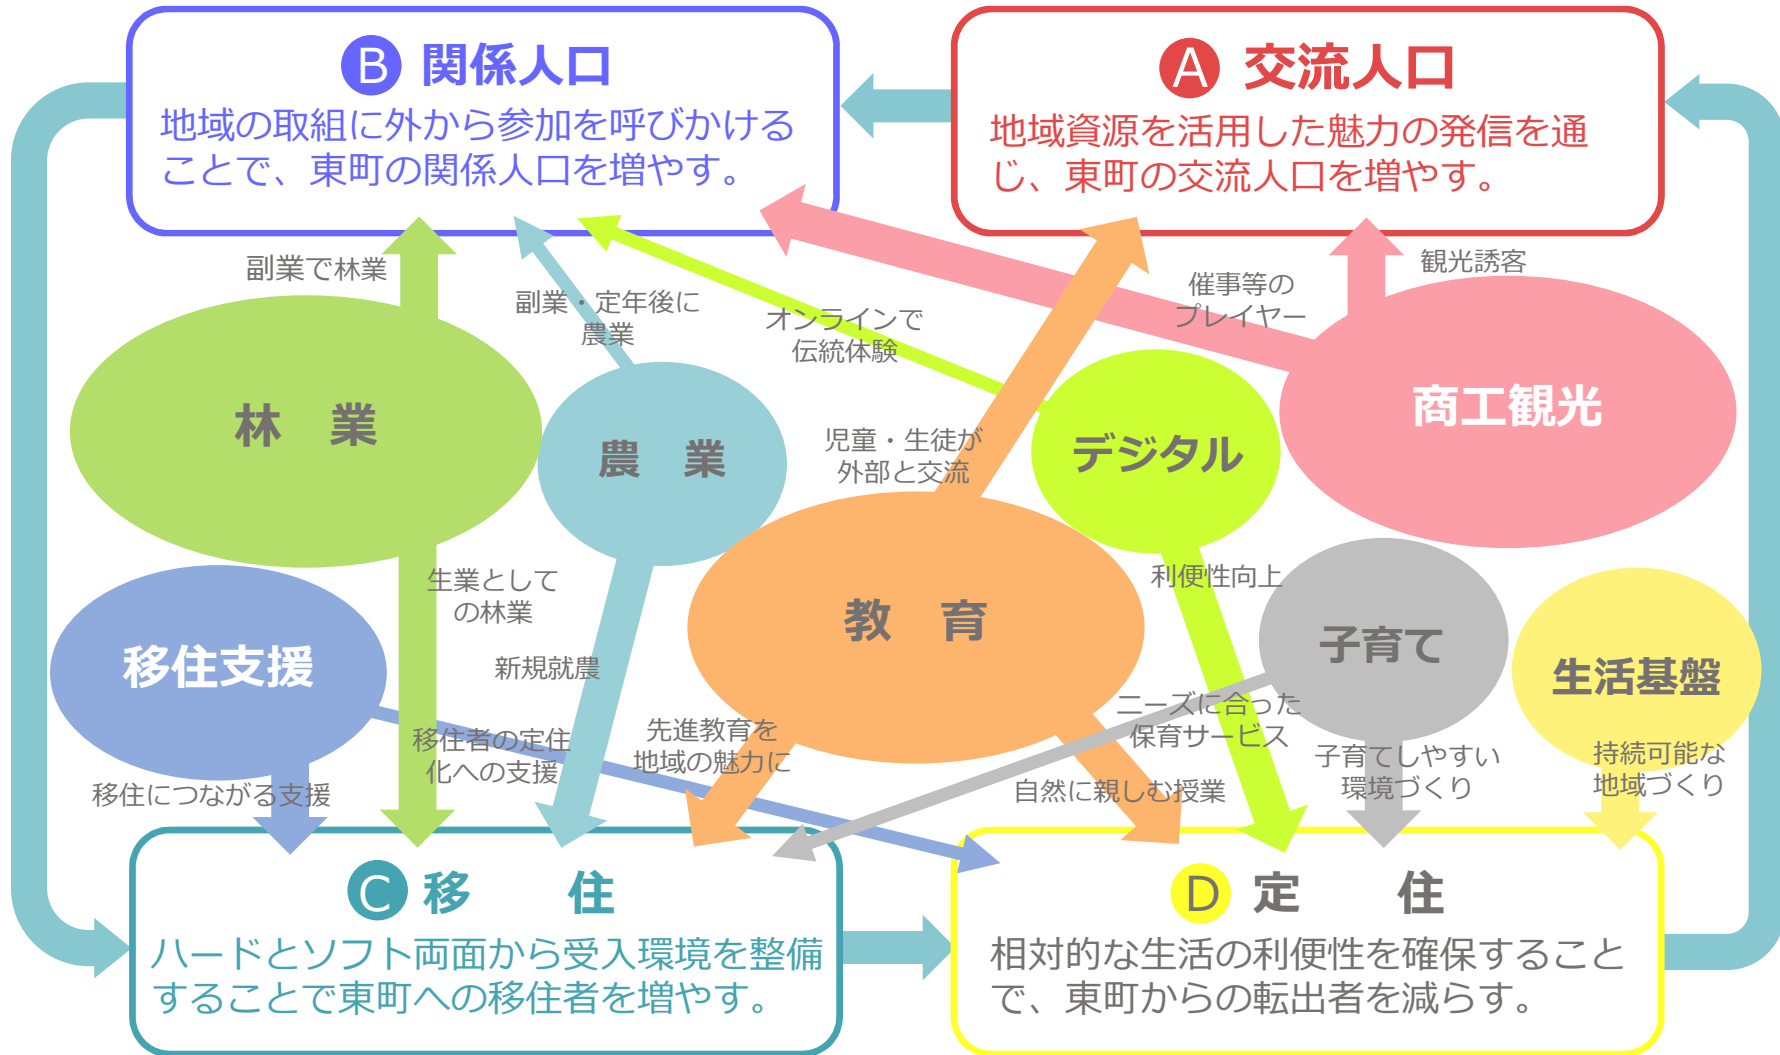 B 関係人口
地域の取組に外から参加を呼びかける
ことで、東町の関係人口を増やす。
A 交流人口
地域資源を活用した魅力の発信を通
じ、東町の交流人口を増やす。
副業で林業
副業・定年後に
農業
オンラインで
伝統体験
催事等の
プレイヤー
観光誘客
林　業
農　業
児童・生徒が
外部と交流
デジタル
商工観光
生業として
の林業
利便性向上
教　育
移住支援
新規就農
子育て
生活基盤
移住につながる支援
移住者の定住
化への支援
先進教育を
地域の魅力に
自然に親しむ授業
ニーズに合った
保育サービス
子育てしやすい
環境づくり
持続可能な
地域づくり
C 移　住
ハードとソフト両面から受入環境を整備
することで東町への移住者を増やす。
D 定　住
相対的な生活の利便性を確保すること
で、東町からの転出者を減らす。